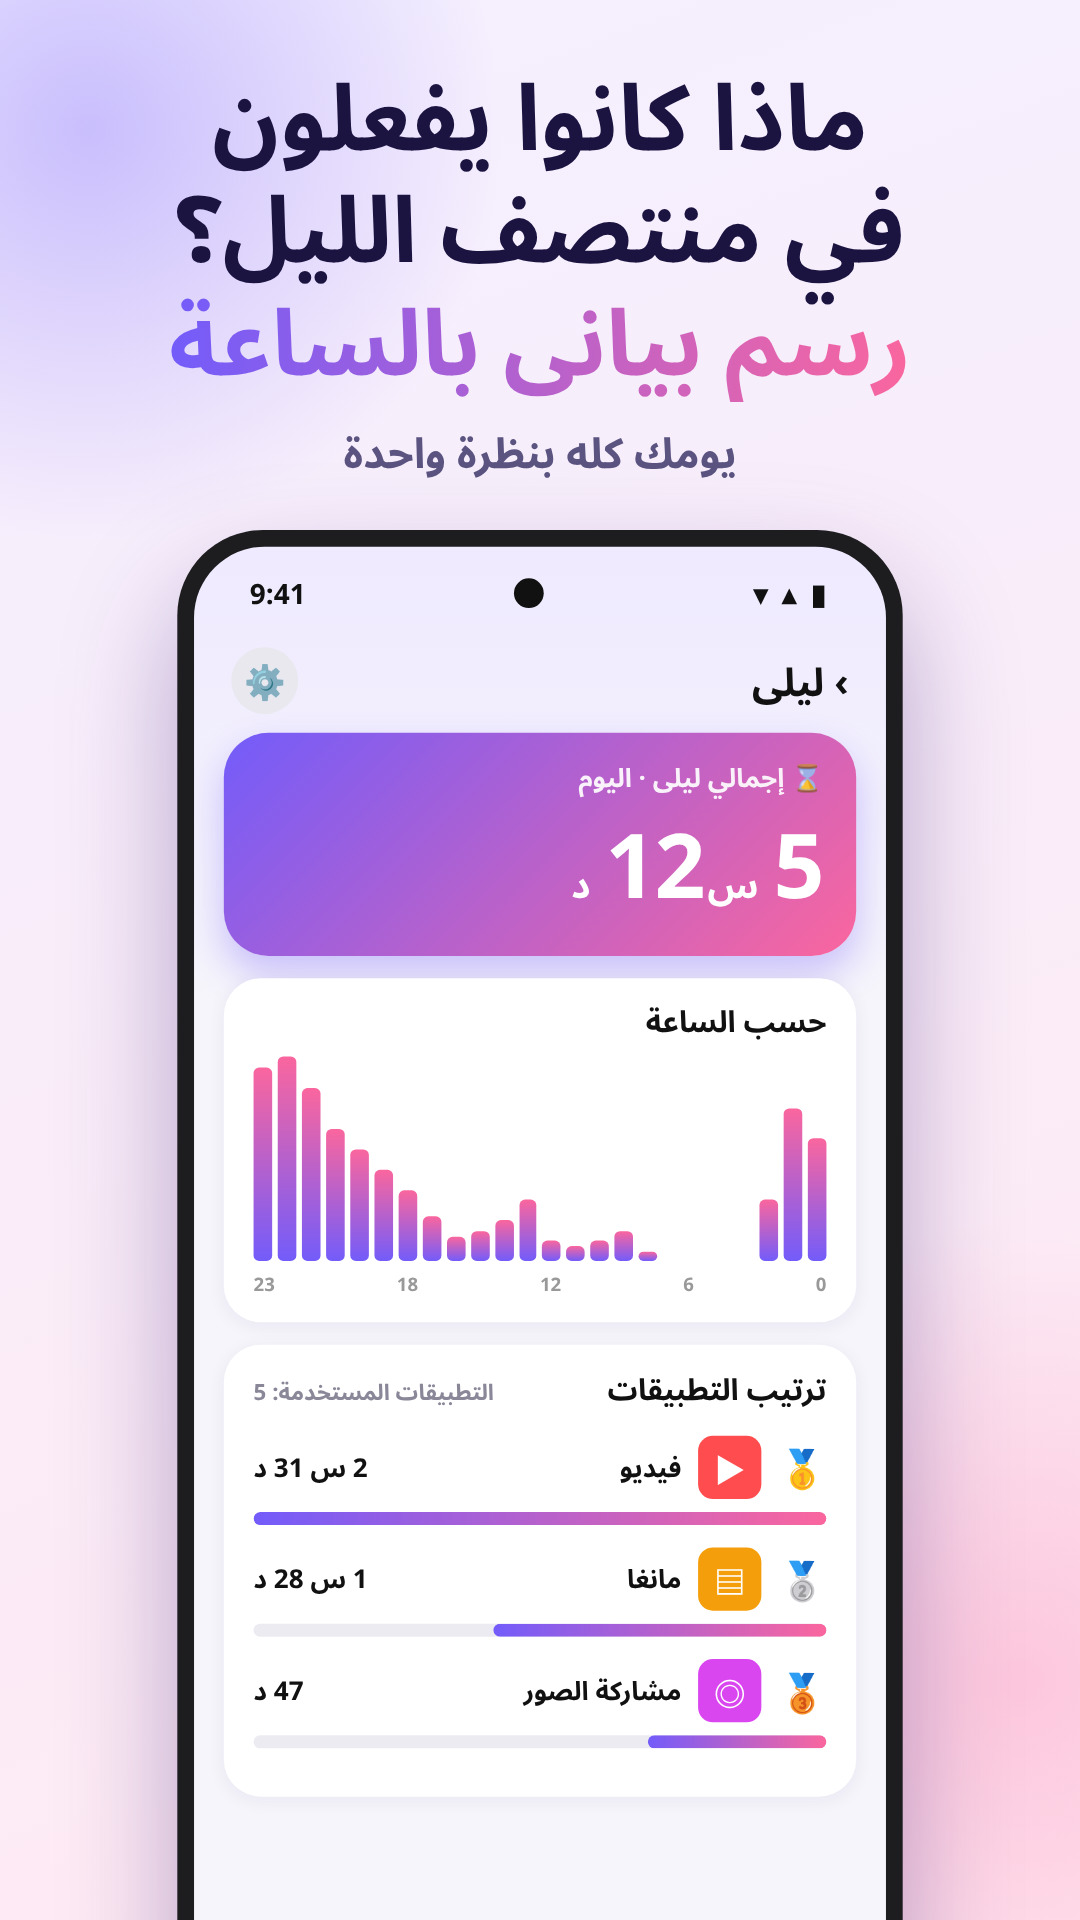 ماذا كانوا يفعلون
في منتصف الليل؟
رسم بياني بالساعة
يومك كله بنظرة واحدة
9:41
‹ ليلى
⌛ إجمالي ليلى · اليوم
5 س 12 د
حسب الساعة
0 6 12 18 23
ترتيب التطبيقات
التطبيقات المستخدمة: 5
🥇 فيديو 2 س 31 د
🥈 مانغا 1 س 28 د
🥉 مشاركة الصور 47 د